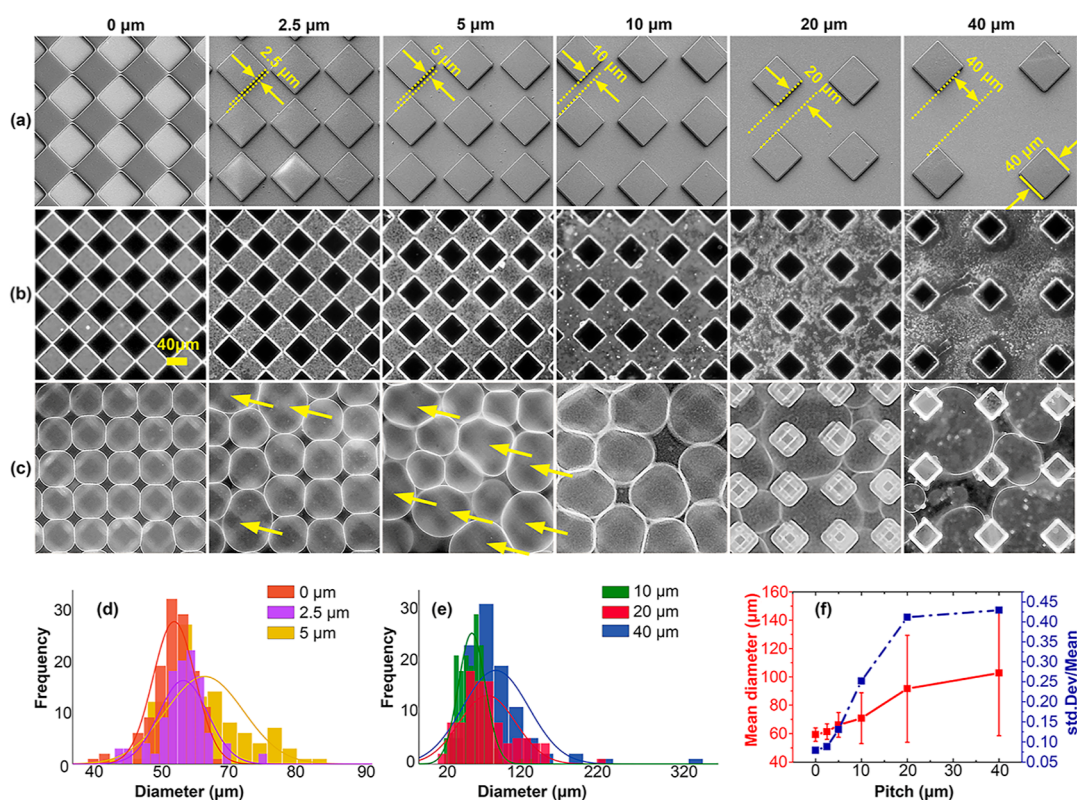 0 µm 2.5 µm 5 µm 10 µm 20 µm 40 µm
(a)
2.5 µm
5 µm
10 µm
20 µm
40 µm
40 µm
(b)
40µm
(c)
(d)
0 µm
2.5 µm
5 µm
Frequency
30
20
10
0
40 50 60 70 80 90
Diameter (µm)
(e)
10 µm
20 µm
40 µm
Frequency
30
20
10
0
20 120 220 320
Diameter (µm)
(f)
Mean diameter (µm)
160
140
120
100
80
60
40
0 10 20 30 40
Pitch (µm)
0.45
0.40
0.35
0.30
0.25
0.20
0.15
0.10
0.05
std.Dev/Mean